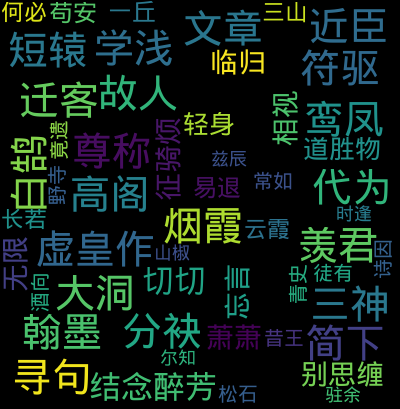 何必 苟安 一丘 文章 三山 近臣
短辕 学浅 临归 符驱
迁客 故人 相视 鸾凤
白鹄 竟遗 尊称 征骑烦 轻身 道胜物
野寺 高阁 易退 兹辰 常如 代为
长若 烟霞 云霞 时逢
无限 虚皇作 山椒 羡君 诗因
酒向 大洞 切切 忘言 青史 徒有
翰墨 分袂 萧萧 昔王 三神 简下
尔知
寻句 结念醉芳 松石 别思缠 驻余